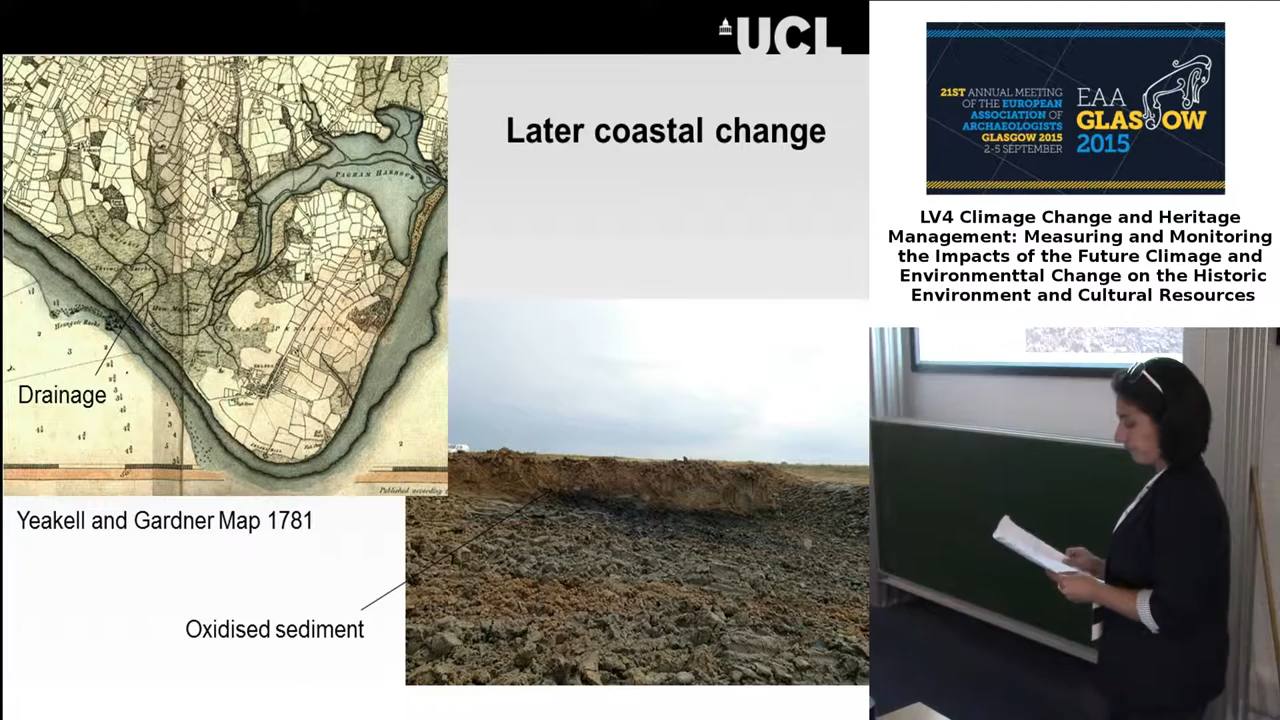 UCL
Later coastal change
PAGHAM HARBOUR
Drainage
Published according
Yeakell and Gardner Map 1781
Oxidised sediment
21ST ANNUAL MEETING
OF THE EUROPEAN
ASSOCIATION OF
ARCHAEOLOGISTS
GLASGOW 2015
2-5 SEPTEMBER
EAA
GLASGOW
2015
LV4 Climage Change and Heritage
Management: Measuring and Monitoring
the Impacts of the Future Climage and
Environmenttal Change on the Historic
Environment and Cultural Resources